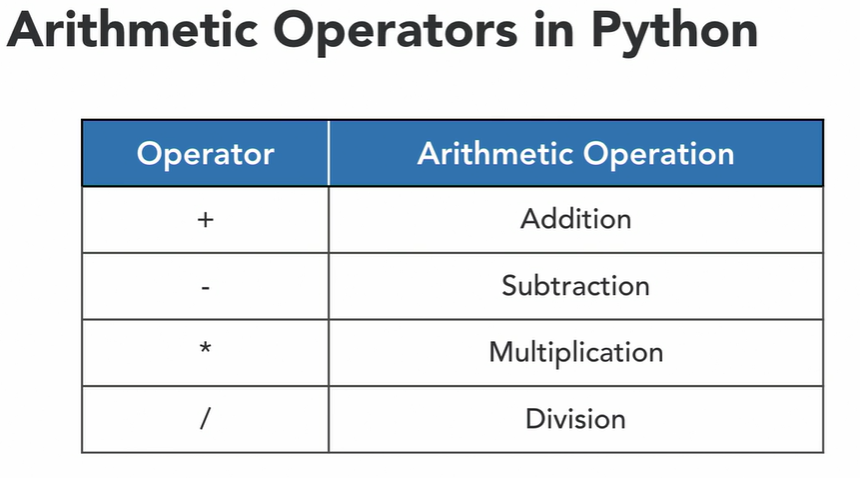 Arithmetic Operators in Python
Operator Arithmetic Operation
+ Addition
- Subtraction
* Multiplication
/ Division